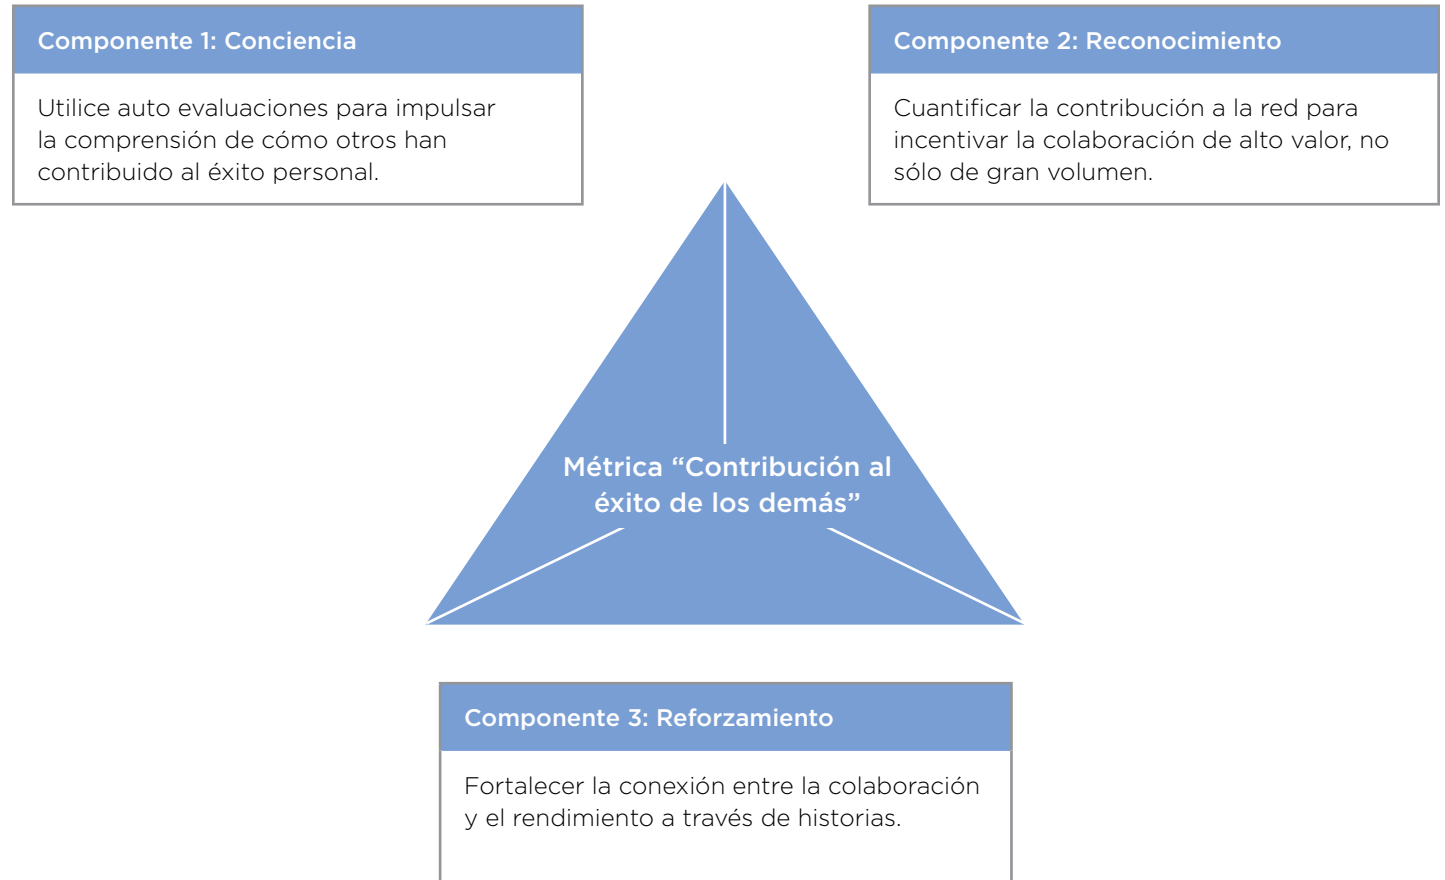 Componente 1: Conciencia
Utilice auto evaluaciones para impulsar
la comprensión de cómo otros han
contribuido al éxito personal.
Componente 2: Reconocimiento
Cuantificar la contribución a la red para
incentivar la colaboración de alto valor, no
sólo de gran volumen.
Métrica “Contribución al
éxito de los demás”
Componente 3: Reforzamiento
Fortalecer la conexión entre la colaboración
y el rendimiento a través de historias.